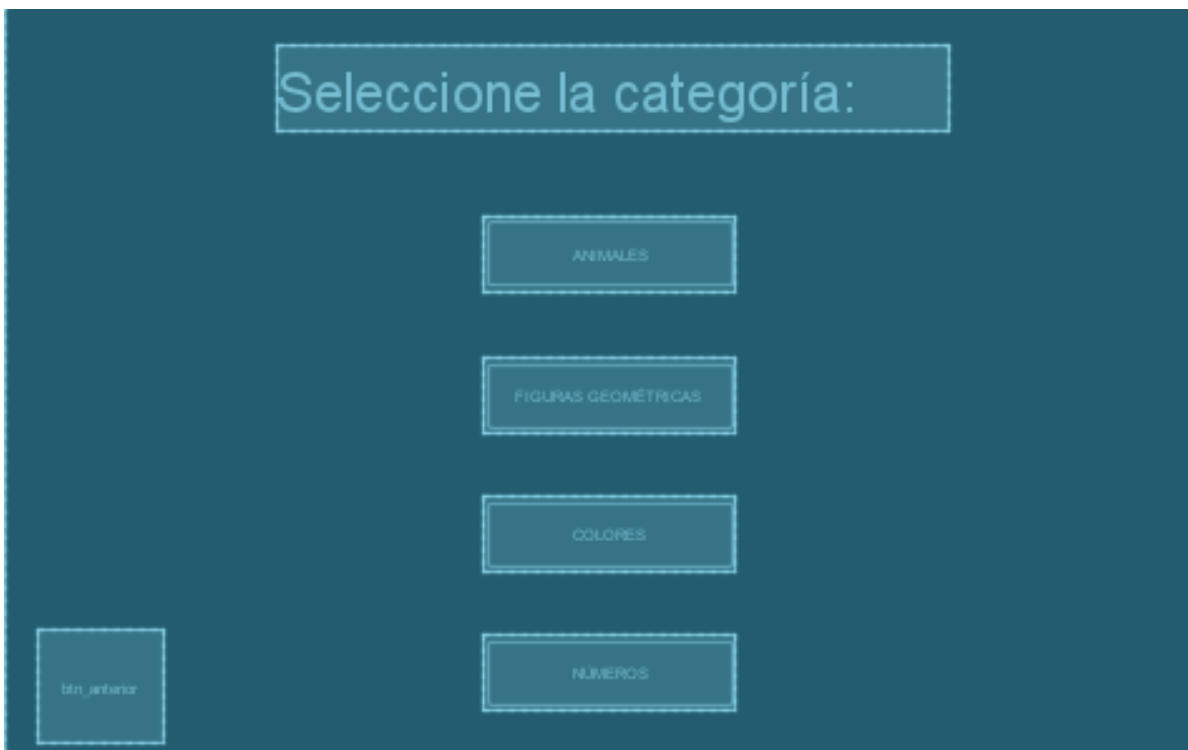 Seleccione la categoría:
ANIMALES
FIGURAS GEOMÉTRICAS
COLORES
NÚMEROS
btn_anterior